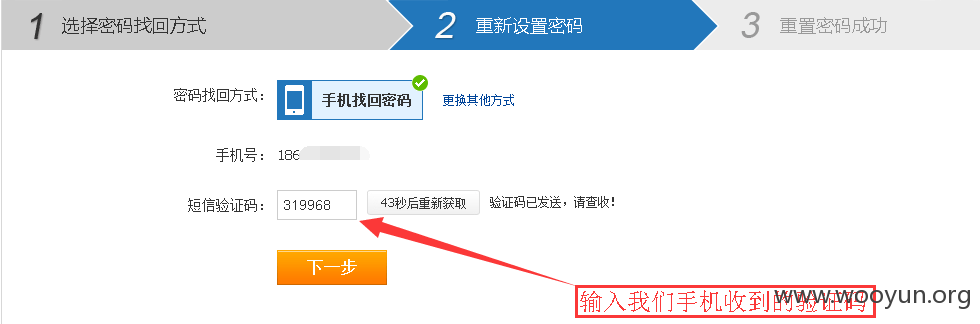 1 选择密码找回方式 2 重新设置密码 3 重置密码成功
密码找回方式： 手机找回密码 更换其他方式
手机号： 186
短信验证码： 319968 43秒后重新获取 验证码已发送，请查收！
下一步
输入我们手机收到的验证码
www.wooyun.org